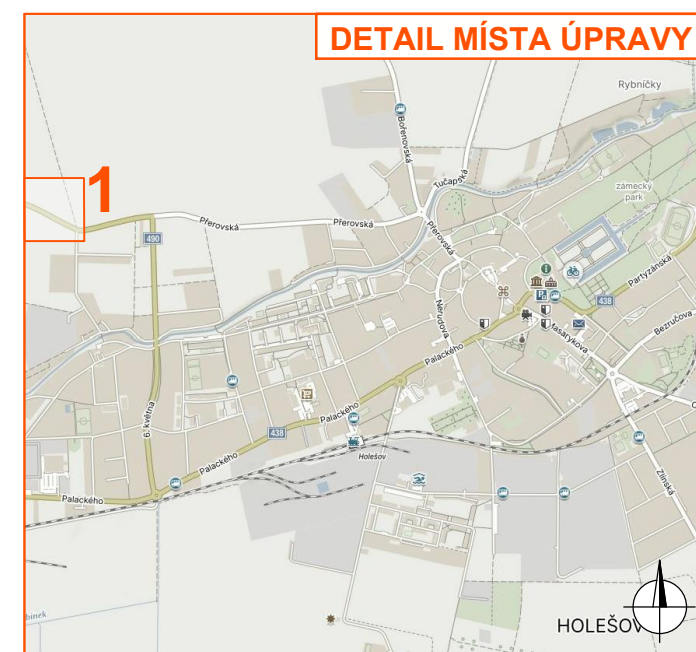 DETAIL MÍSTA ÚPRAVY
Rybníčky
Bořenovská
Tučapská
zámecký
park
1
Přerovská
Přerovská
Přerovská
490
Partyzánská
438
Nerudova
Masarykova
Bezručova
Palackého
6. května
Palackého
438
Holešov
Palackého
Palackého
Zlínská
HOLEŠOV